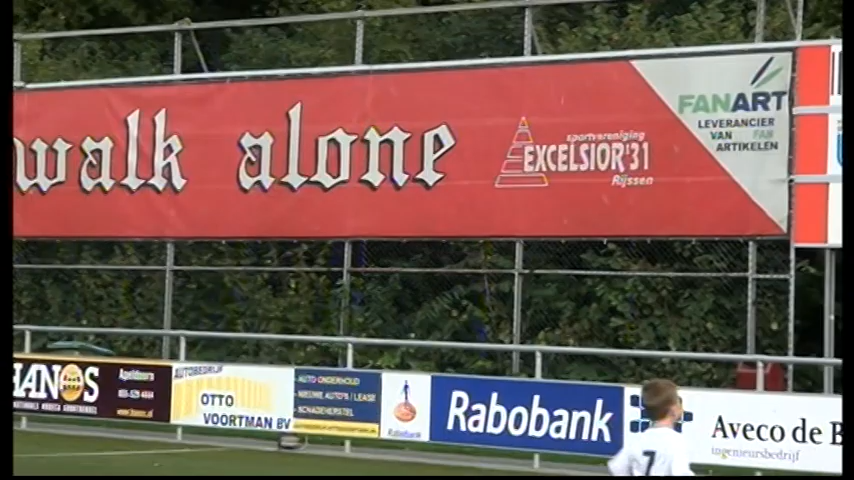 walk alone
sportvereniging
EXCELSIOR'31
Rijssen
FANART
LEVERANCIER
VAN FAN
ARTIKELEN
HANOS
Apeldoorn
AUTOBEDRIJF
OTTO
VOORTMAN BV
AUTO ONDERHOUD
NIEUWE AUTO'S / LEASE
SCHADEHERSTEL
Rabobank
Rabobank
Aveco de B
ingenieursbedrijf
7